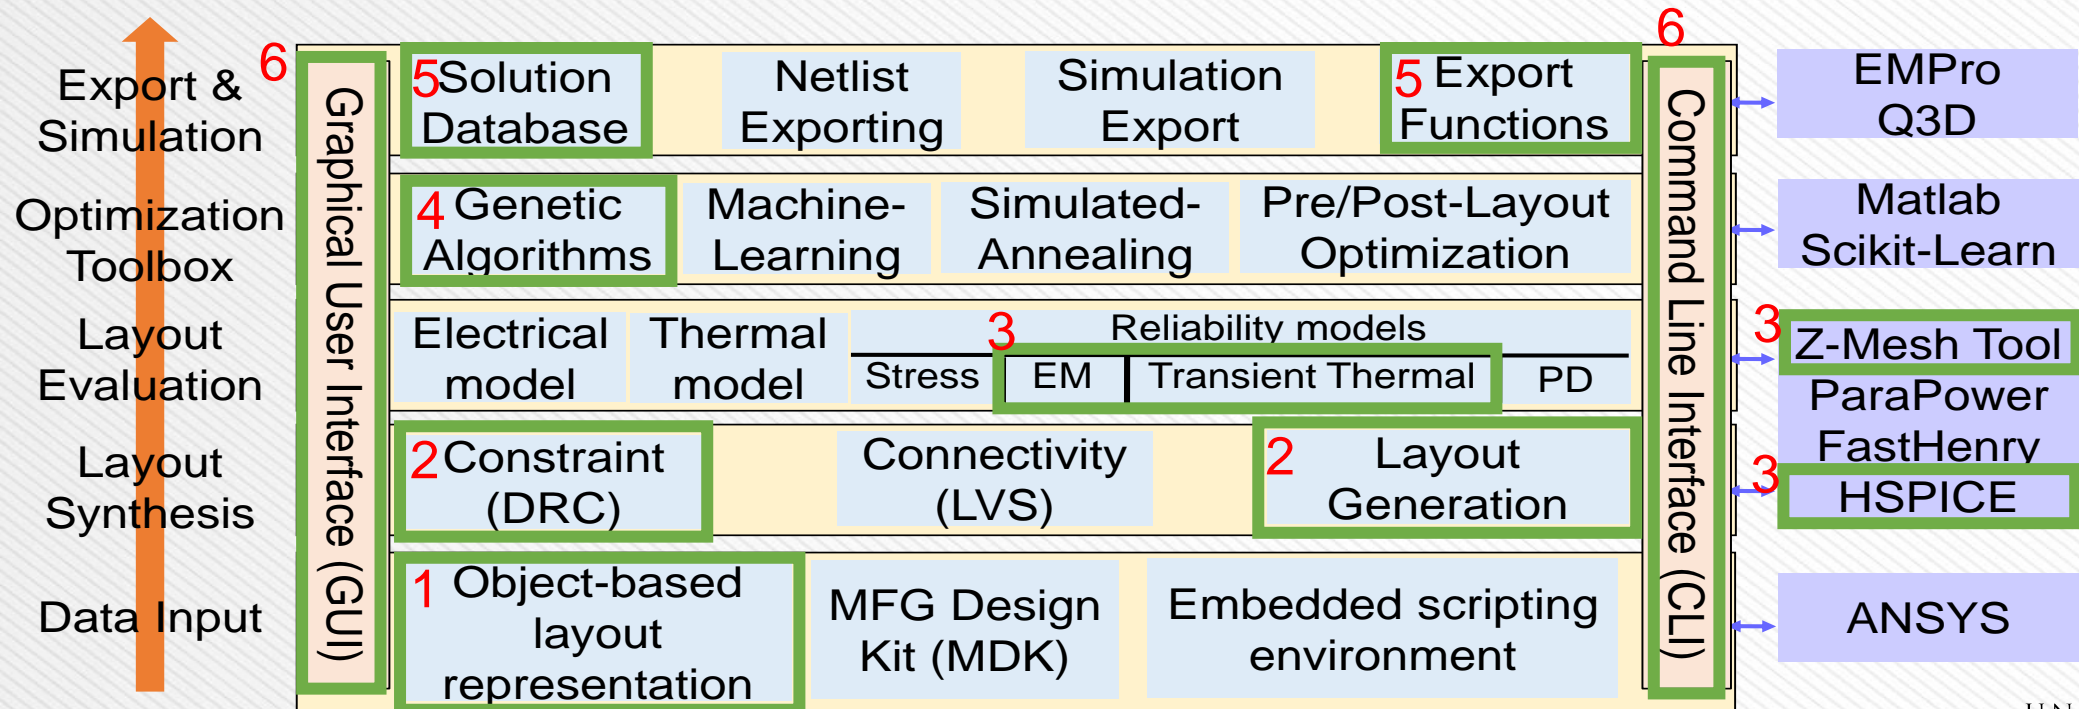 6
6
Export &
Simulation
Graphical User Interface (GUI)
5 Solution
Database
Netlist
Exporting
Simulation
Export
5 Export
Functions
Command Line Interface (CLI)
EMPro
Q3D
Optimization
Toolbox
4 Genetic
Algorithms
Machine-
Learning
Simulated-
Annealing
Pre/Post-Layout
Optimization
Matlab
Scikit-Learn
Layout
Evaluation
Electrical
model
Thermal
model
3
Reliability models
Stress
EM
Transient Thermal
PD
3
Z-Mesh Tool
ParaPower
FastHenry
3
HSPICE
Layout
Synthesis
2 Constraint
(DRC)
Connectivity
(LVS)
2 Layout
Generation
Data Input
1 Object-based
layout
representation
MFG Design
Kit (MDK)
Embedded scripting
environment
ANSYS